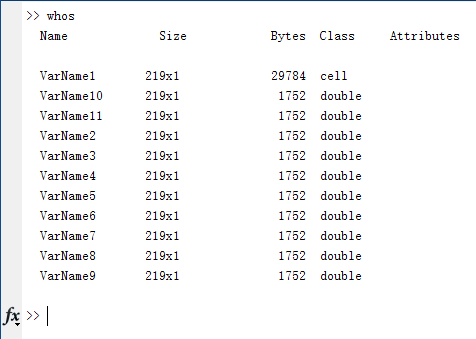 >> whos
Name Size Bytes Class Attributes
VarName1 219x1 29784 cell
VarName10 219x1 1752 double
VarName11 219x1 1752 double
VarName2 219x1 1752 double
VarName3 219x1 1752 double
VarName4 219x1 1752 double
VarName5 219x1 1752 double
VarName6 219x1 1752 double
VarName7 219x1 1752 double
VarName8 219x1 1752 double
VarName9 219x1 1752 double
fx >>